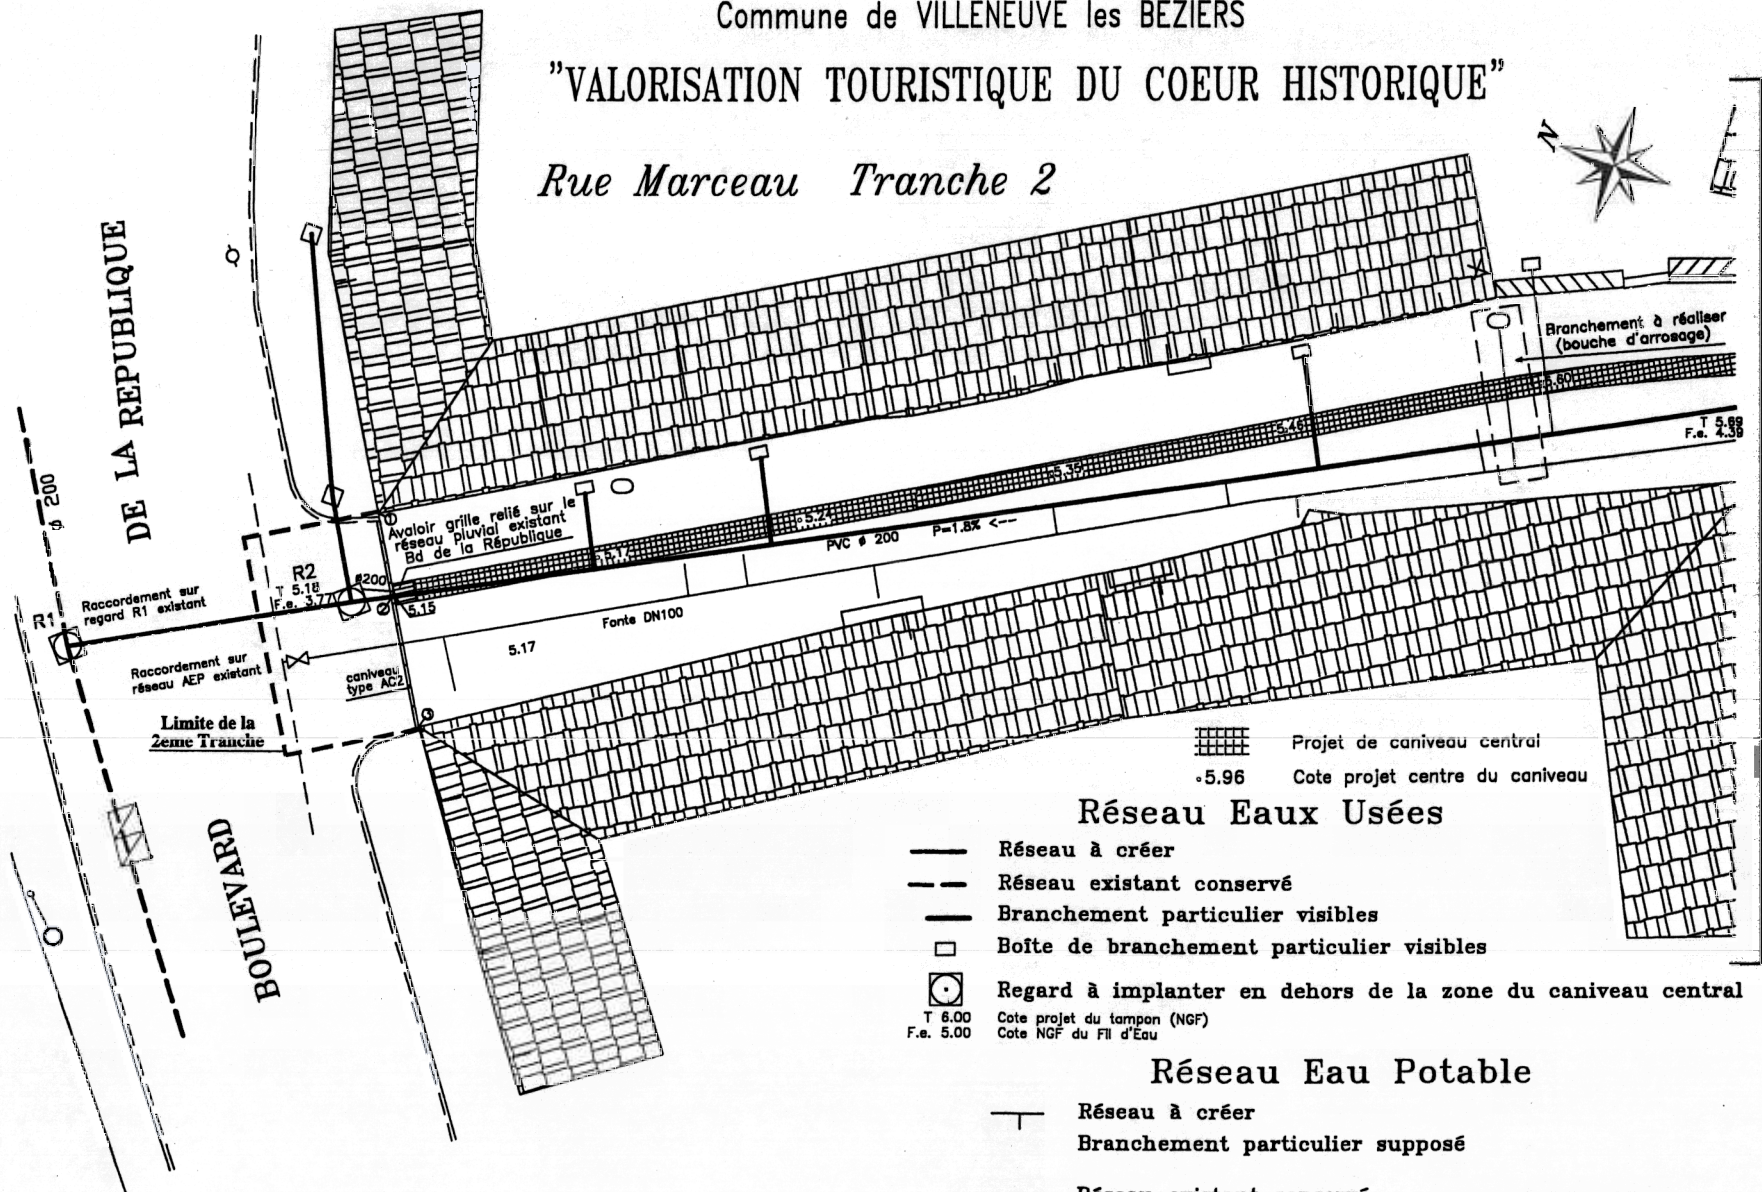 Commune de VILLENEUVE les BEZIERS
"VALORISATION TOURISTIQUE DU COEUR HISTORIQUE"
Rue Marceau Tranche 2
N
BOULEVARD
DE LA REPUBLIQUE
ø 200
Branchement à réaliser
(bouche d'arrosage)
5.60
T 5.69
F.e. 4.39
5.46
5.35
5.24
5.17
Avaloir grille relié sur le
réseau pluvial existant
Bd de la République
PVC ø 200
P=1.8% <--
R2
T 5.18
F.e. 3.77
ø200
5.15
R1
Raccordement sur
regard R1 existant
Fonte DN100
5.17
Raccordement sur
réseau AEP existant
caniveau
type AC2
Limite de la
2eme Tranche
Projet de caniveau central
5.96 Cote projet centre du caniveau
Réseau Eaux Usées
Réseau à créer
Réseau existant conservé
Branchement particulier visibles
Boîte de branchement particulier visibles
Regard à implanter en dehors de la zone du caniveau central
T 6.00 Cote projet du tampon (NGF)
F.e. 5.00 Cote NGF du Fil d'Eau
Réseau Eau Potable
Réseau à créer
Branchement particulier supposé